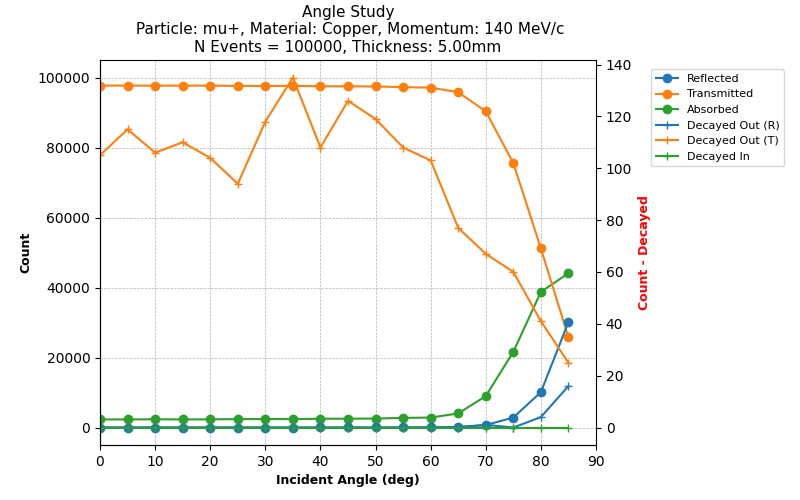 Angle Study
Particle: mu+, Material: Copper, Momentum: 140 MeV/c
N Events = 100000, Thickness: 5.00mm
100000
80000
60000
40000
20000
0
Count
0 10 20 30 40 50 60 70 80 90
Incident Angle (deg)
140
120
100
80
60
40
20
0
Count - Decayed
Reflected
Transmitted
Absorbed
Decayed Out (R)
Decayed Out (T)
Decayed In